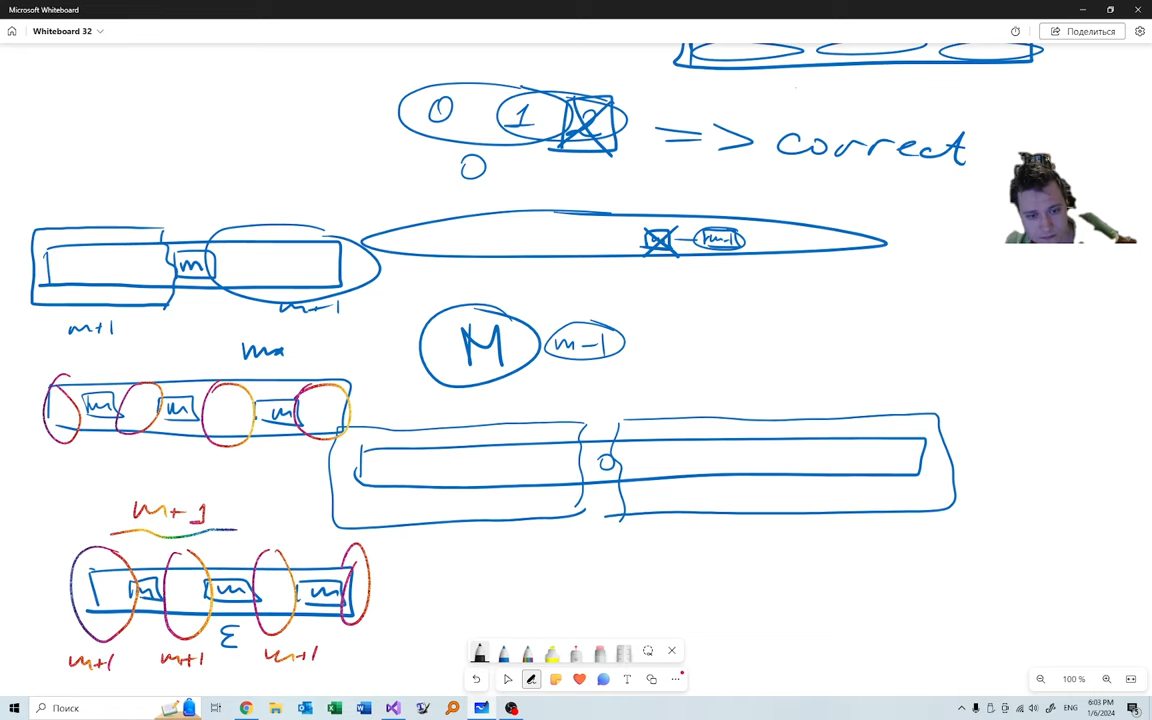 Microsoft Whiteboard
Whiteboard 32
Поделиться
0 1 2 => correct
0
m
m-1
m+1
m+1
M m-1
m m m
0
m+1
m m m
m+1 m+1 m+1
100 %
Поиск
ENG
6:03 PM
1/6/2024